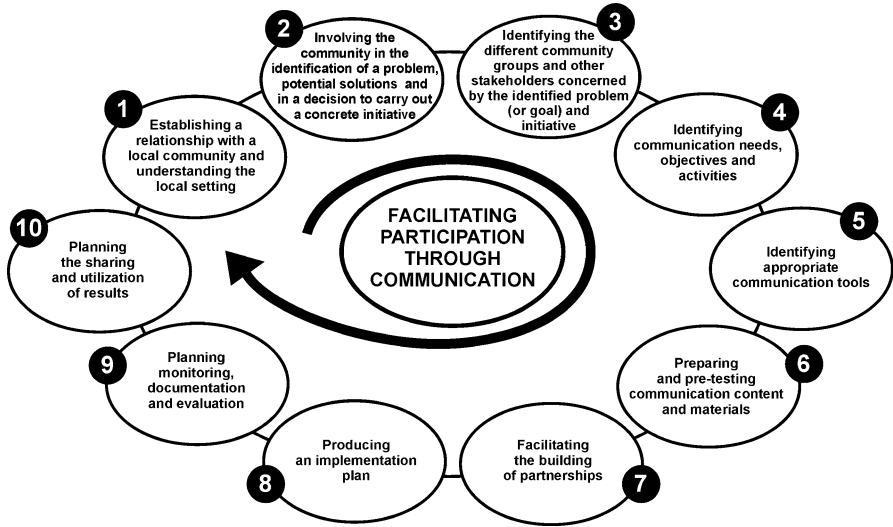 1
Establishing a
relationship with a
local community and
understanding the
local setting
2
Involving the
community in the
identification of a problem,
potential solutions and
in a decision to carry out
a concrete initiative
3
Identifying the
different community
groups and other
stakeholders concerned
by the identified problem
(or goal) and
initiative
4
Identifying
communication needs,
objectives and
activities
5
Identifying
appropriate
communication tools
6
Preparing
and pre-testing
communication content
and materials
7
Facilitating
the building
of partnerships
8
Producing
an implementation
plan
9
Planning
monitoring,
documentation
and evaluation
10
Planning
the sharing
and utilization
of results
FACILITATING
PARTICIPATION
THROUGH
COMMUNICATION